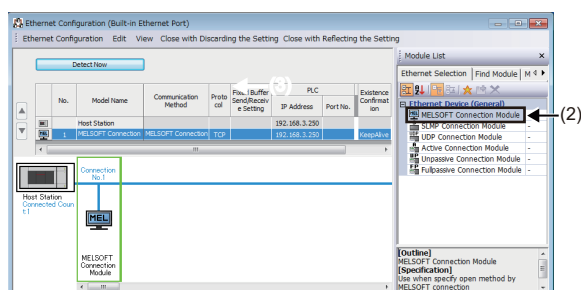 Ethernet Configuration (Built-in Ethernet Port)
Ethernet Configuration Edit View Close with Discarding the Setting Close with Reflecting the Setting
Module List
Detect Now
Ethernet Selection Find Module M
(3)
No. Model Name Communication Method Protocol Fixed Buffer Send/Receive Setting PLC IP Address Port No. Existence Confirmation
Host Station 192.168.3.250
1 MELSOFT Connection MELSOFT Connection TCP 192.168.3.250 KeepAlive
Ethernet Device (General)
MELSOFT Connection Module -
(2)
SLMP Connection Module -
UDP Connection Module -
Active Connection Module -
Unpassive Connection Module -
Fullpassive Connection Module -
Connection No.1
Host Station
Connected Coun
t:1
MEL
MELSOFT
Connection
Module
[Outline]
MELSOFT Connection Module
[Specification]
Use when specify open method by
MELSOFT connection